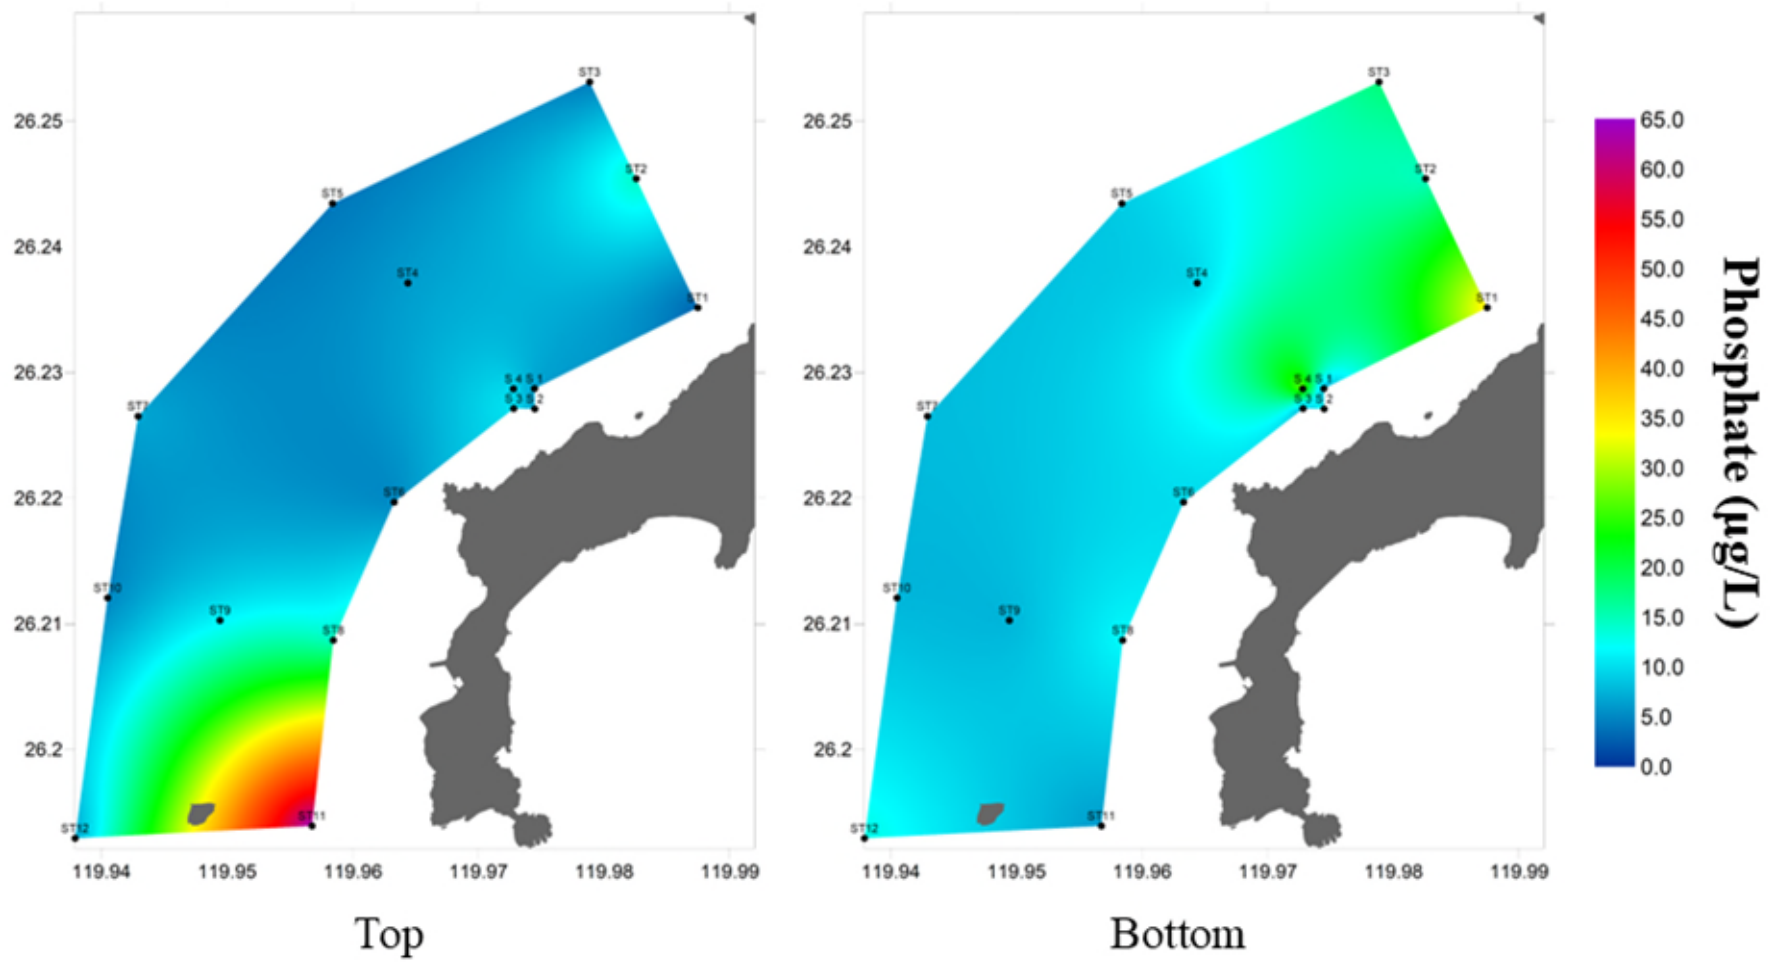 ST3
26.25
ST2
ST5
26.24
ST4
ST1
26.23
S 4 S 1
S 3 S 2
ST7
26.22
ST6
ST10
ST9
26.21
ST8
26.2
ST11
ST12
119.94 119.95 119.96 119.97 119.98 119.99
Top
ST3
26.25
ST2
ST5
26.24
ST4
ST1
26.23
S 4 S 1
S 3 S 2
ST7
26.22
ST6
ST10
ST9
26.21
ST8
26.2
ST11
ST12
119.94 119.95 119.96 119.97 119.98 119.99
Bottom
65.0
60.0
55.0
50.0
45.0
40.0
35.0
30.0
25.0
20.0
15.0
10.0
5.0
0.0
Phosphate (μg/L)